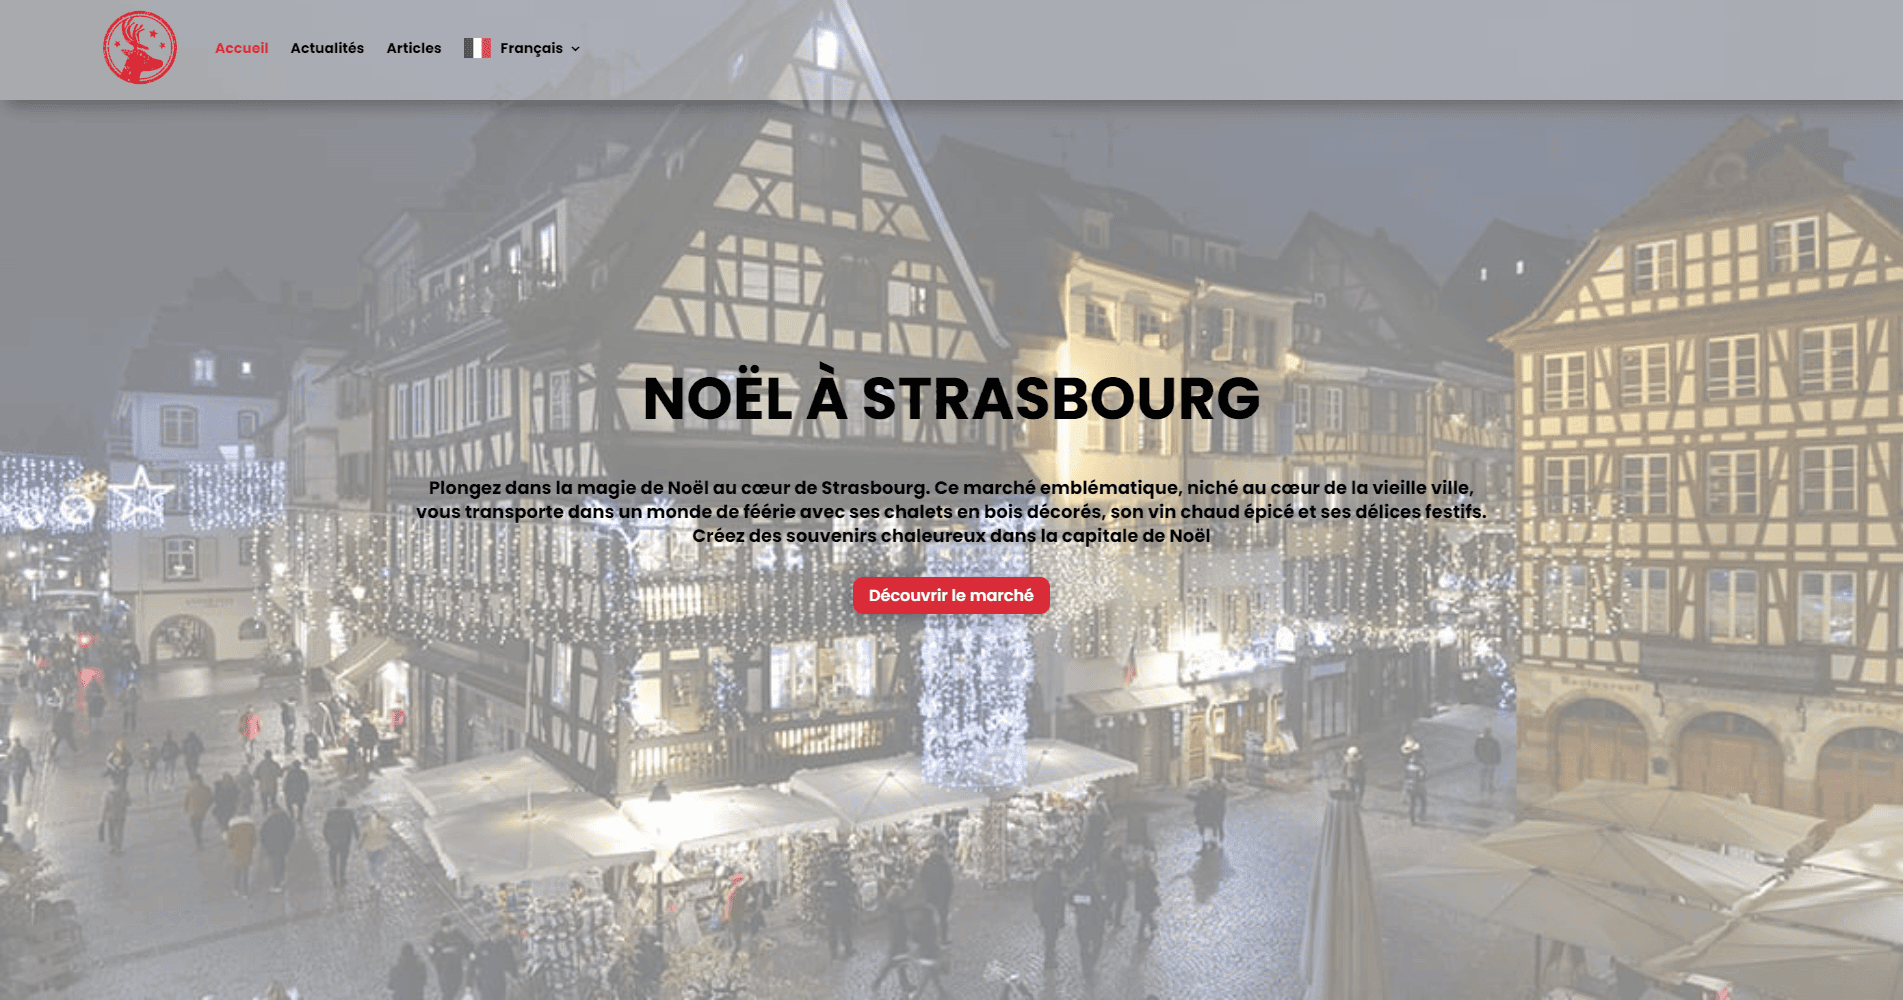 Accueil
Actualités
Articles
Français
NOËL À STRASBOURG
Plongez dans la magie de Noël au cœur de Strasbourg. Ce marché emblématique, niché au cœur de la vieille ville,
vous transporte dans un monde de féérie avec ses chalets en bois décorés, son vin chaud épicé et ses délices festifs.
Créez des souvenirs chaleureux dans la capitale de Noël
Découvrir le marché